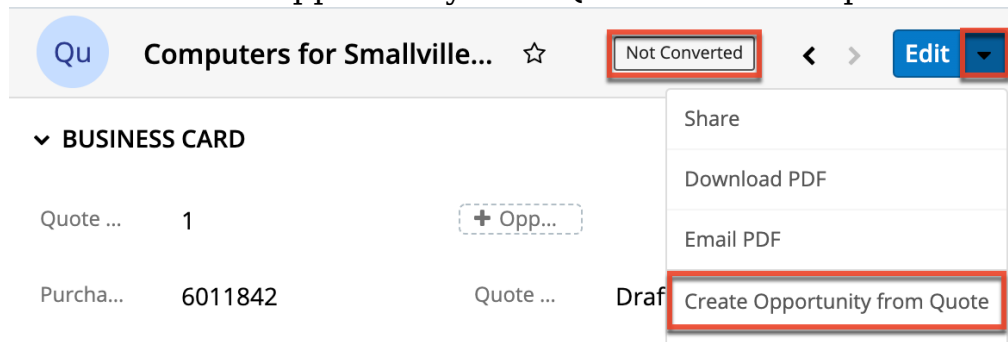 Qu Computers for Smallville... Not Converted Edit
Share
BUSINESS CARD
Download PDF
Quote ... 1 Opp...
Email PDF
Purcha... 6011842 Quote ... Draf
Create Opportunity from Quote